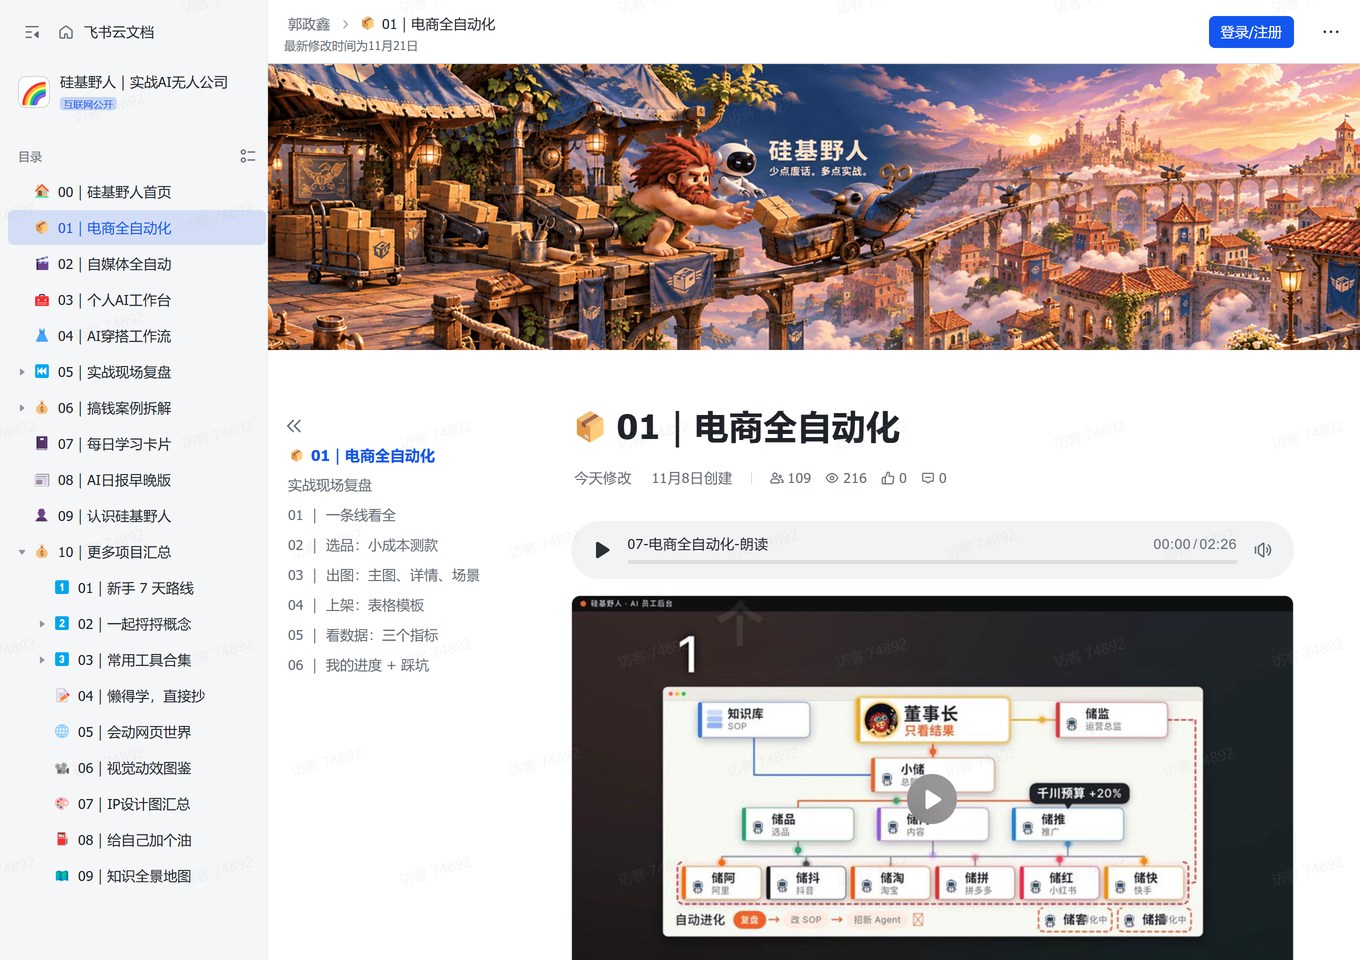 飞书云文档
硅基野人 | 实战AI无人公司
互联网公开
目录
00 | 硅基野人首页
01 | 电商全自动化
02 | 自媒体全自动
03 | 个人AI工作台
04 | AI穿搭工作流
05 | 实战现场复盘
06 | 搞钱案例拆解
07 | 每日学习卡片
08 | AI日报早晚版
09 | 认识硅基野人
10 | 更多项目汇总
01 | 新手 7 天路线
02 | 一起捋捋概念
03 | 常用工具合集
04 | 懒得学，直接抄
05 | 会动网页世界
06 | 视觉动效图鉴
07 | IP设计图汇总
08 | 给自己加个油
09 | 知识全景地图
郭政鑫 > 01 | 电商全自动化
最新修改时间为11月21日
登录/注册
硅基野人
少点废话。多点实战。
01 | 电商全自动化
实战现场复盘
01 | 一条线看全
02 | 选品：小成本测款
03 | 出图：主图、详情、场景
04 | 上架：表格模板
05 | 看数据：三个指标
06 | 我的进度 + 踩坑
01 | 电商全自动化
今天修改 11月8日创建 109 216 0 0
07-电商全自动化-朗读
00:00/02:26
硅基野人 · AI 员工后台
1 个
知识库
SOP
董事长
只看结果
储监
运营总监
小储
千川预算 +20%
储品
选品
内容
储推
推广
储阿
阿里
储抖
抖音
储淘
淘宝
储拼
拼多多
储红
小红书
储快
快手
自动进化 复盘 → 改 SOP → 招新 Agent
储客
化中
储播
化中
访客 74892